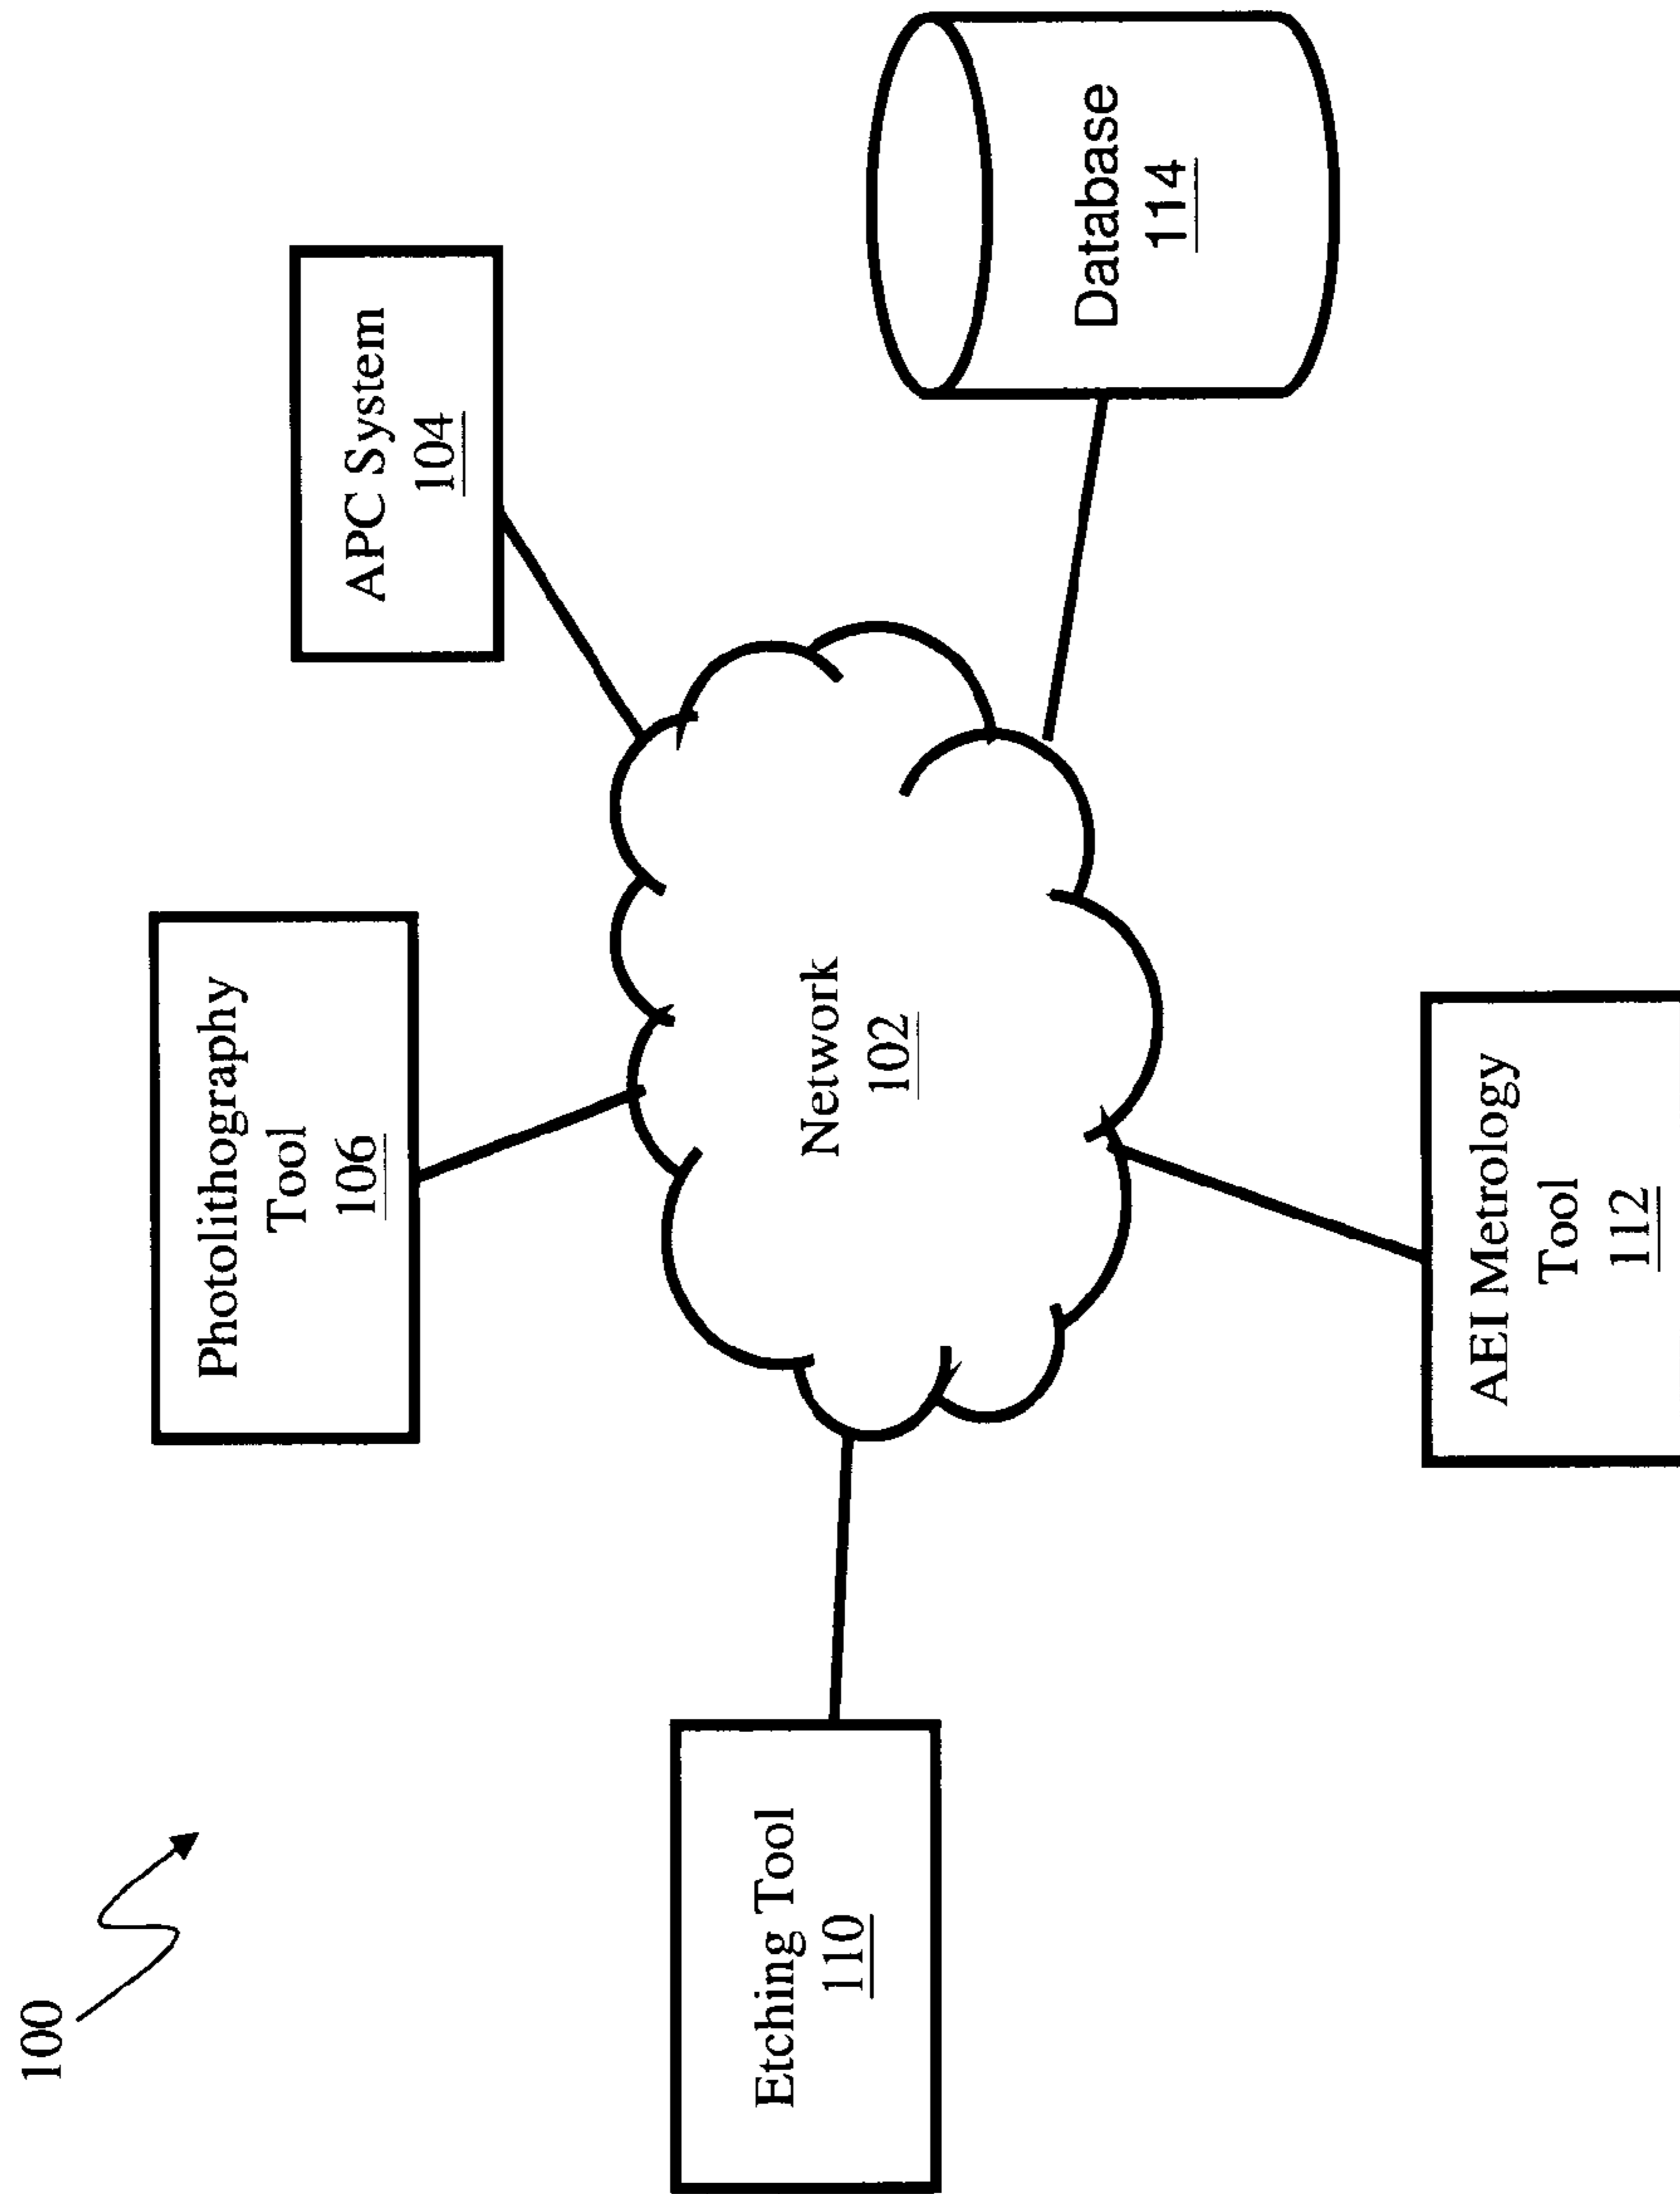 100
Photolithography
Tool
106
APC System
104
Etching Tool
110
Network
102
Database
114
AEI Metrology
Tool
112